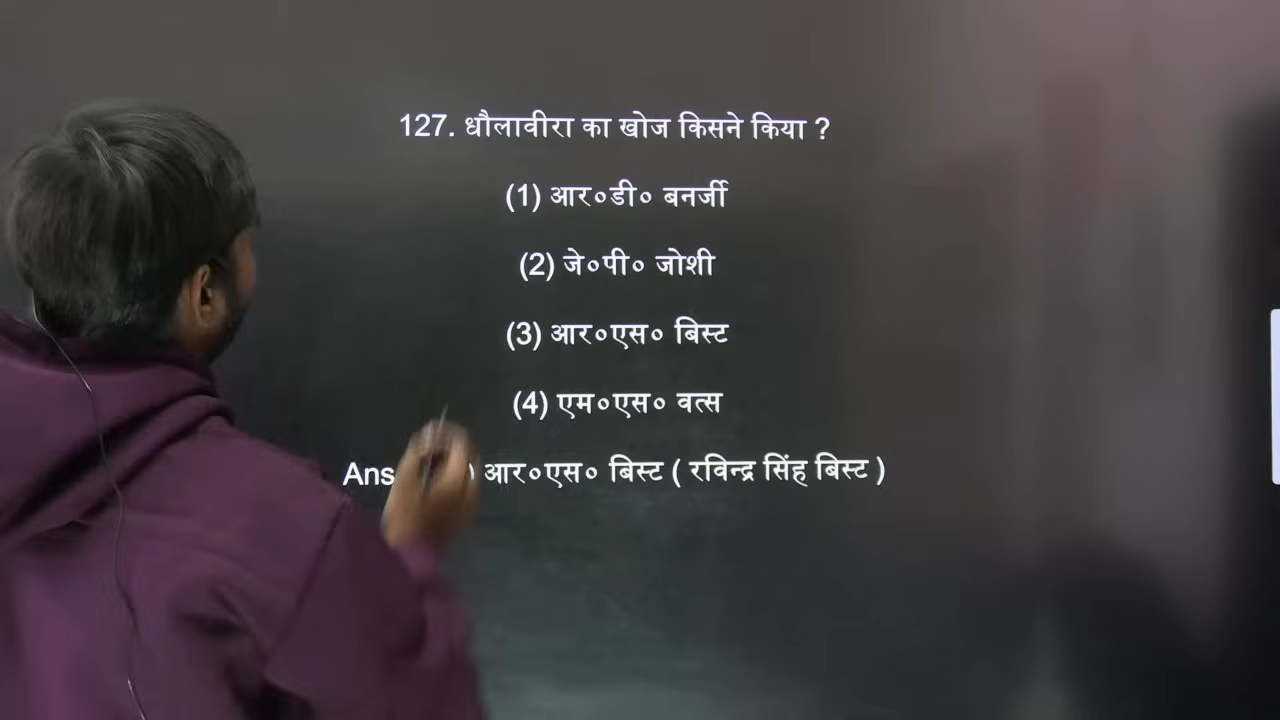 127. धौलावीरा का खोज किसने किया ?
(1) आर०डी० बनर्जी
(2) जे०पी० जोशी
(3) आर०एस० बिस्ट
(4) एम०एस० वत्स
Ans ) आर०एस० बिस्ट ( रविन्द्र सिंह बिस्ट )